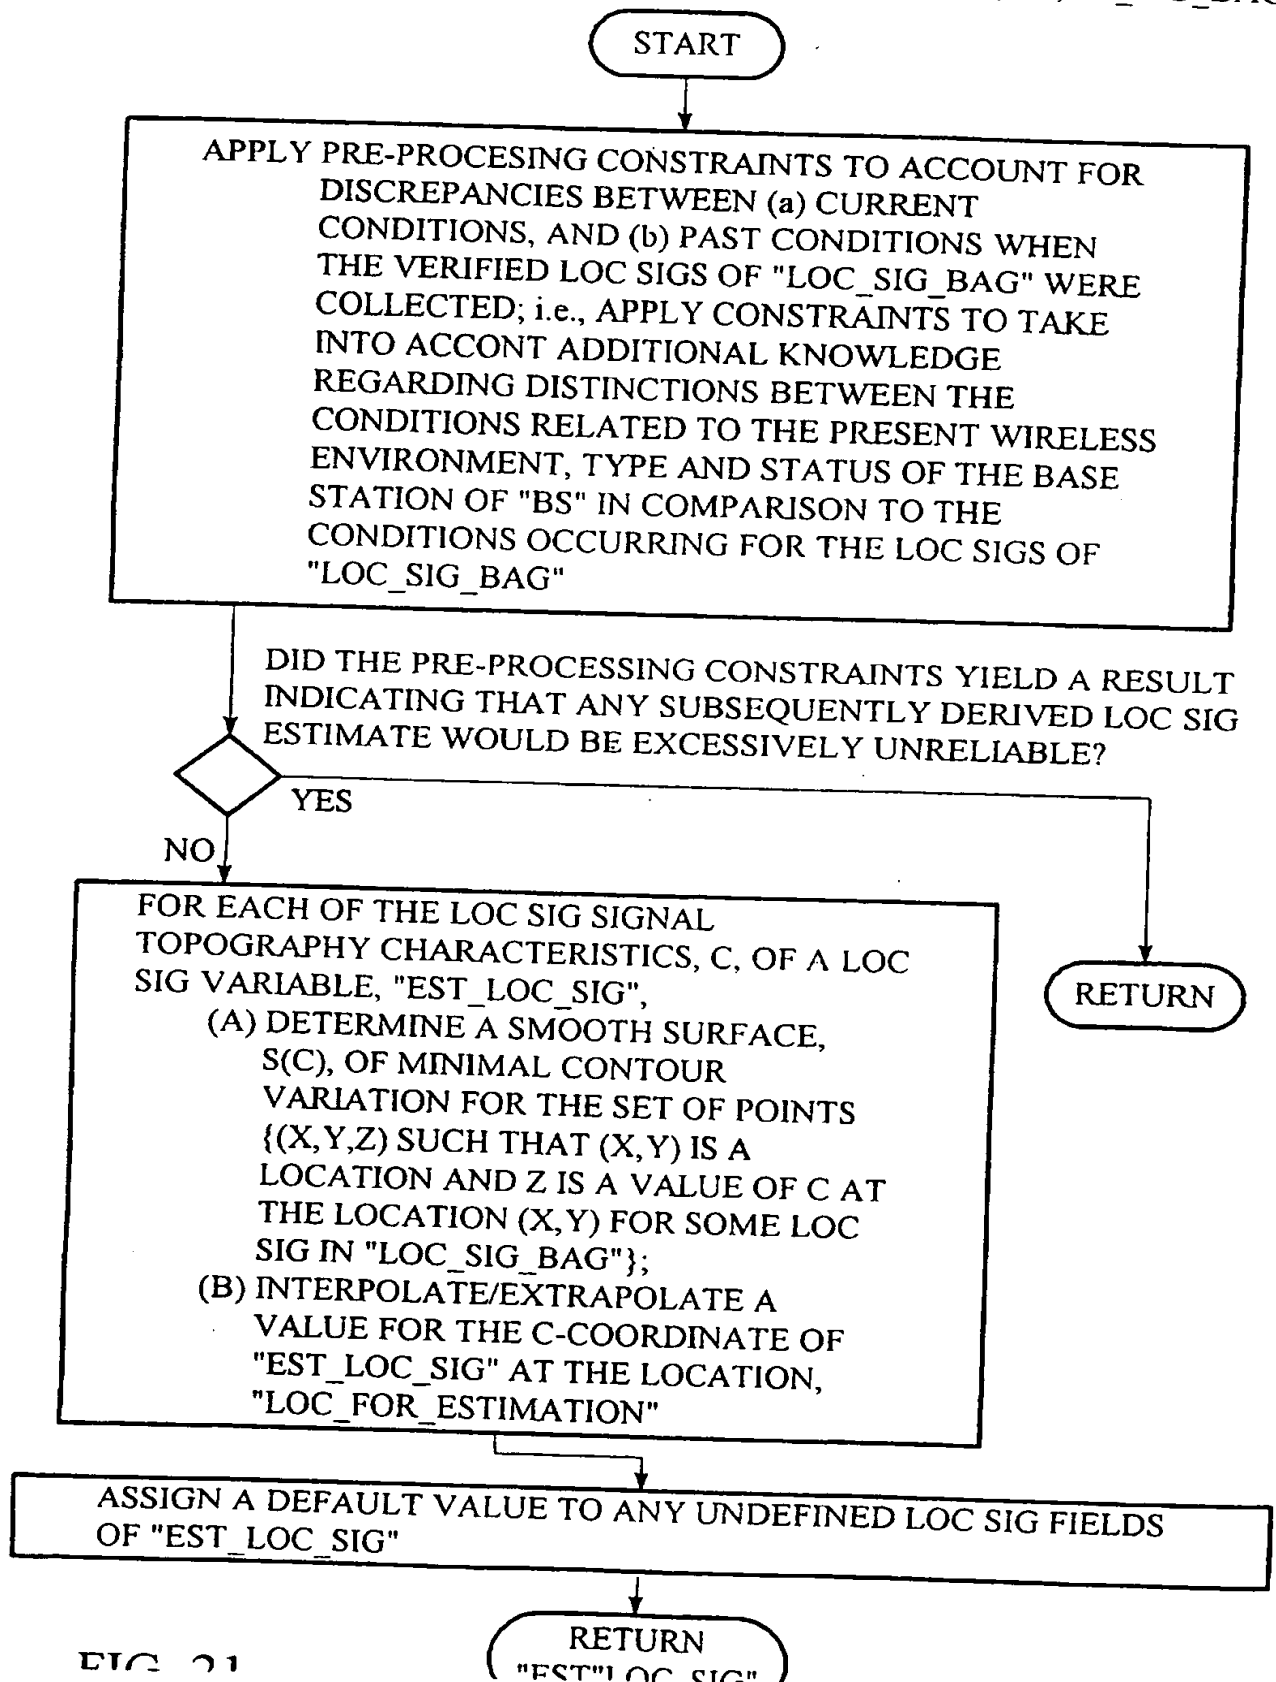 START
APPLY PRE-PROCESING CONSTRAINTS TO ACCOUNT FOR
DISCREPANCIES BETWEEN (a) CURRENT
CONDITIONS, AND (b) PAST CONDITIONS WHEN
THE VERIFIED LOC SIGS OF "LOC_SIG_BAG" WERE
COLLECTED; i.e., APPLY CONSTRAINTS TO TAKE
INTO ACCONT ADDITIONAL KNOWLEDGE
REGARDING DISTINCTIONS BETWEEN THE
CONDITIONS RELATED TO THE PRESENT WIRELESS
ENVIRONMENT, TYPE AND STATUS OF THE BASE
STATION OF "BS" IN COMPARISON TO THE
CONDITIONS OCCURRING FOR THE LOC SIGS OF
"LOC_SIG_BAG"
DID THE PRE-PROCESSING CONSTRAINTS YIELD A RESULT
INDICATING THAT ANY SUBSEQUENTLY DERIVED LOC SIG
ESTIMATE WOULD BE EXCESSIVELY UNRELIABLE?
YES
NO
FOR EACH OF THE LOC SIG SIGNAL
TOPOGRAPHY CHARACTERISTICS, C, OF A LOC
SIG VARIABLE, "EST_LOC_SIG",
(A) DETERMINE A SMOOTH SURFACE,
S(C), OF MINIMAL CONTOUR
VARIATION FOR THE SET OF POINTS
{(X,Y,Z) SUCH THAT (X,Y) IS A
LOCATION AND Z IS A VALUE OF C AT
THE LOCATION (X,Y) FOR SOME LOC
SIG IN "LOC_SIG_BAG"};
(B) INTERPOLATE/EXTRAPOLATE A
VALUE FOR THE C-COORDINATE OF
"EST_LOC_SIG" AT THE LOCATION,
"LOC_FOR_ESTIMATION"
RETURN
ASSIGN A DEFAULT VALUE TO ANY UNDEFINED LOC SIG FIELDS
OF "EST_LOC_SIG"
RETURN
"EST"LOC_SIG"
FIG. 21